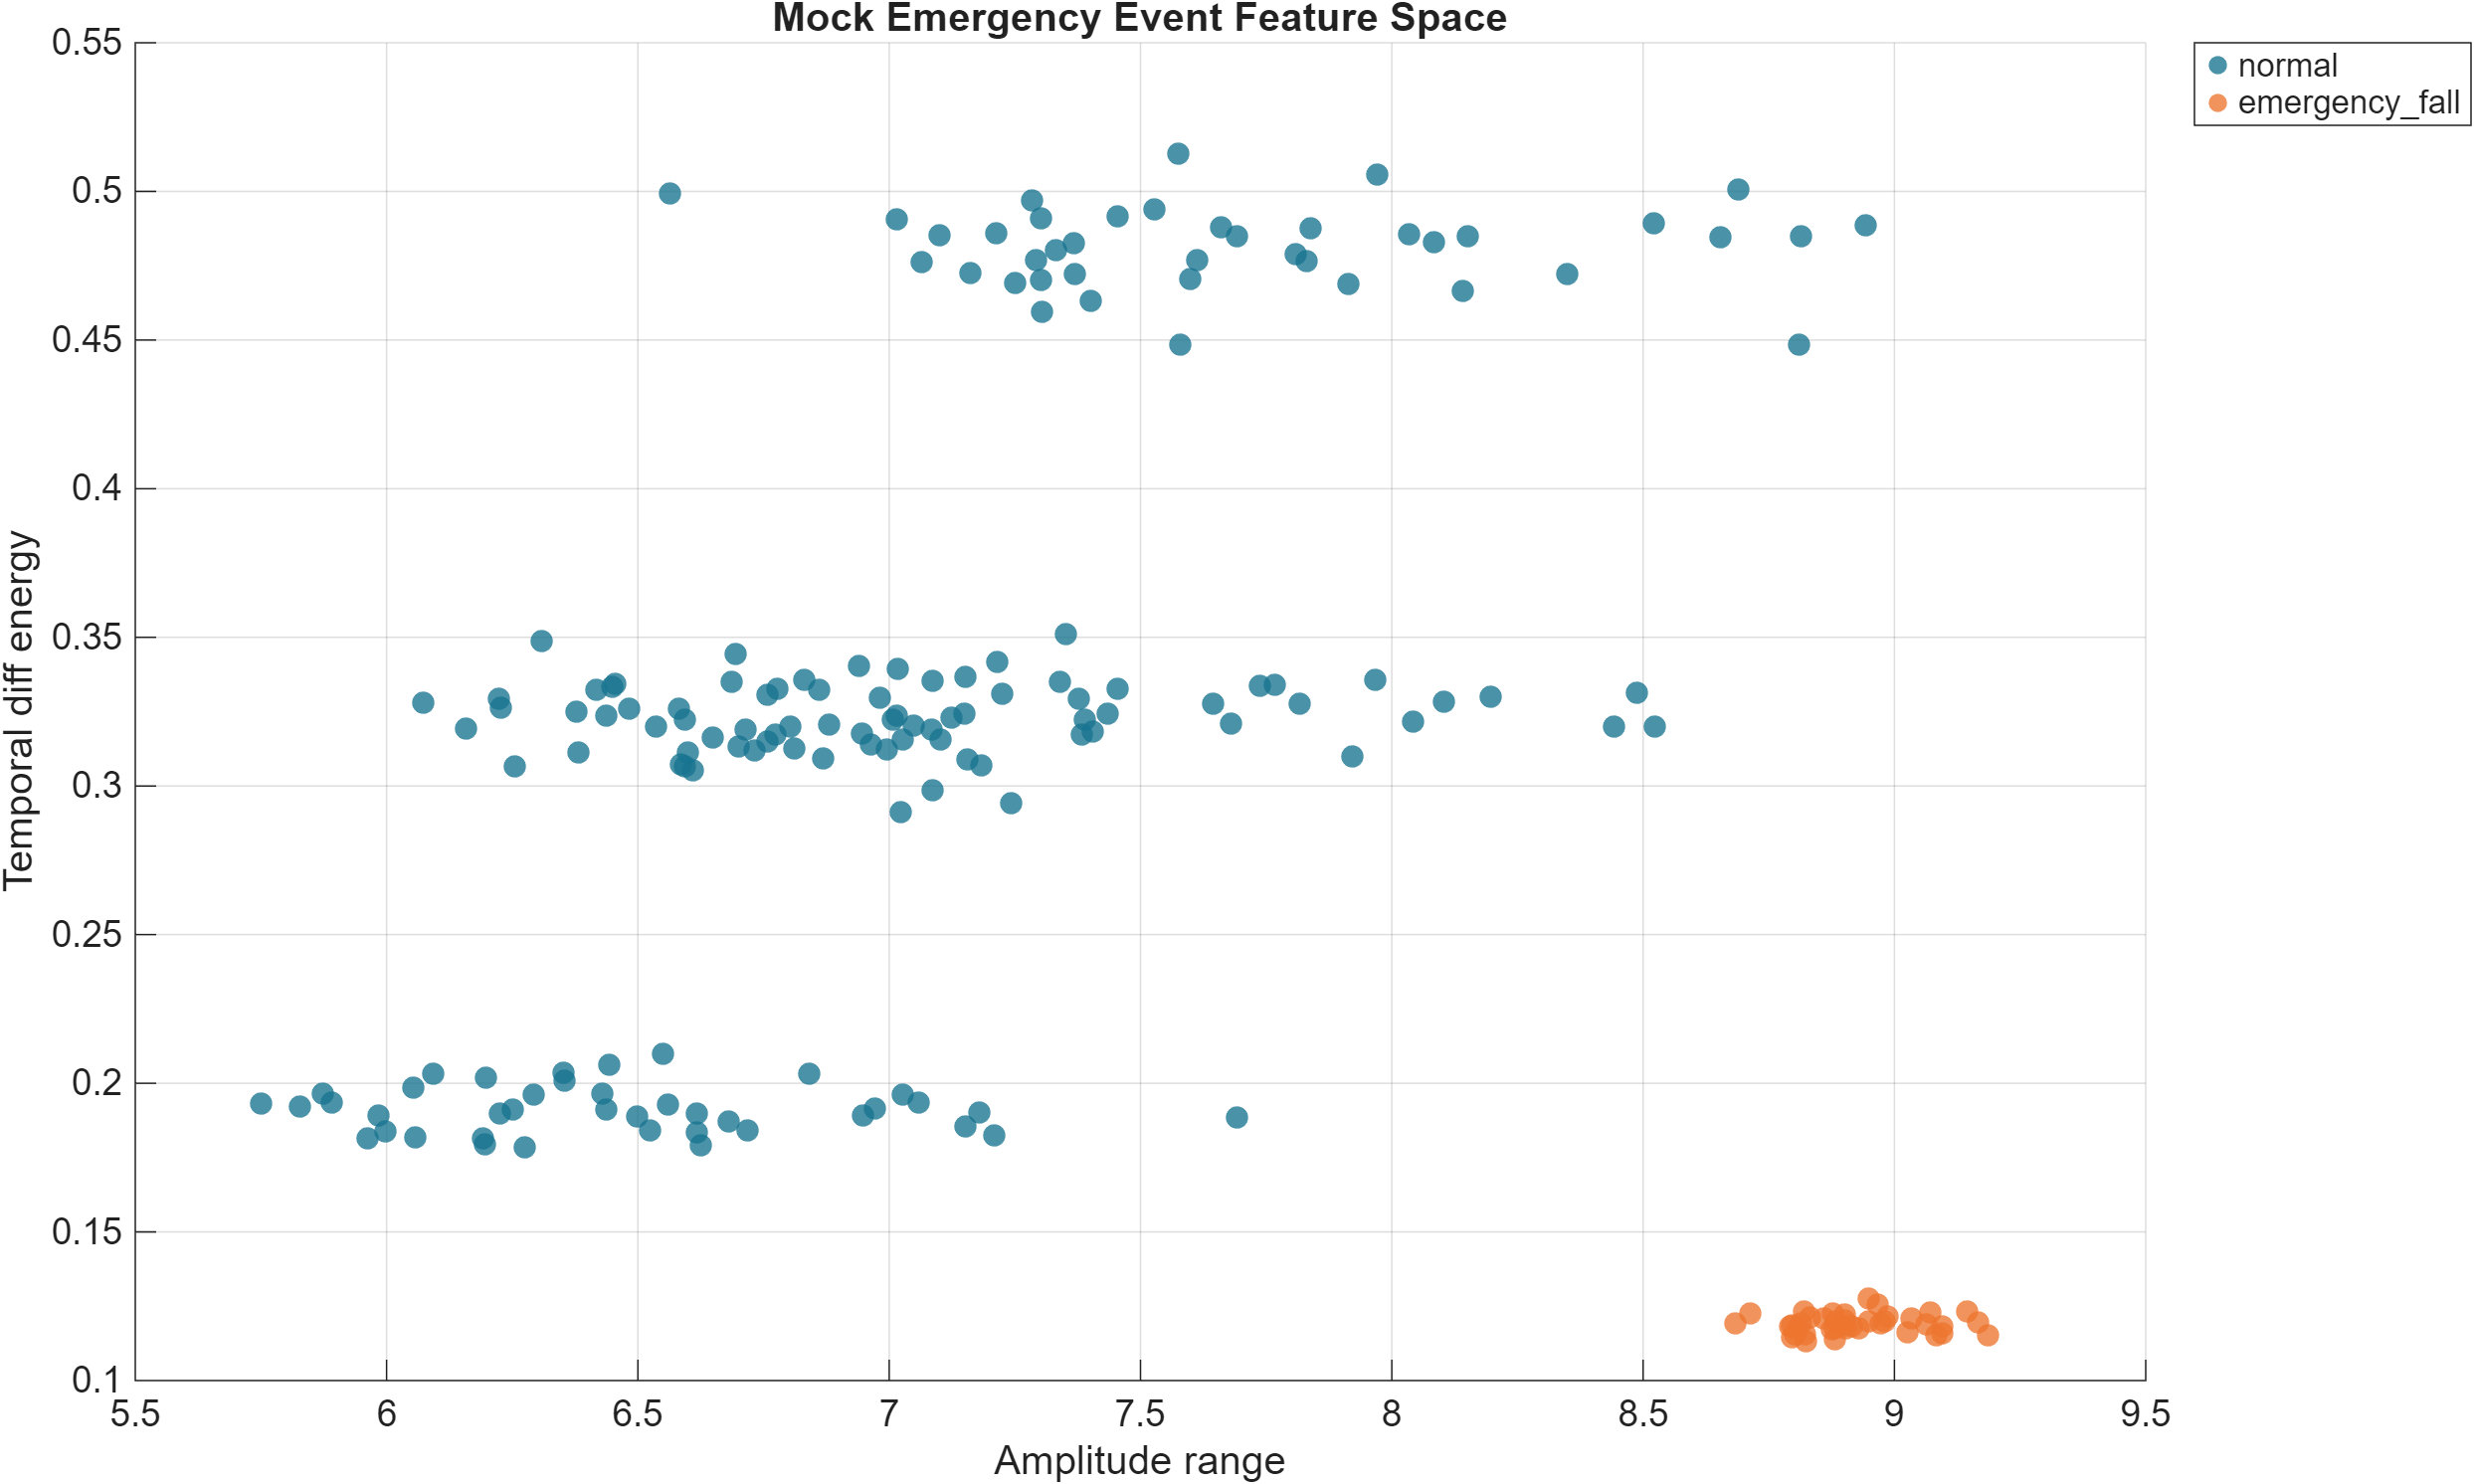 Mock Emergency Event Feature Space
normal
emergency_fall
0.55
0.5
0.45
0.4
0.35
0.3
0.25
0.2
0.15
0.1
Temporal diff energy
5.5 6 6.5 7 7.5 8 8.5 9 9.5
Amplitude range